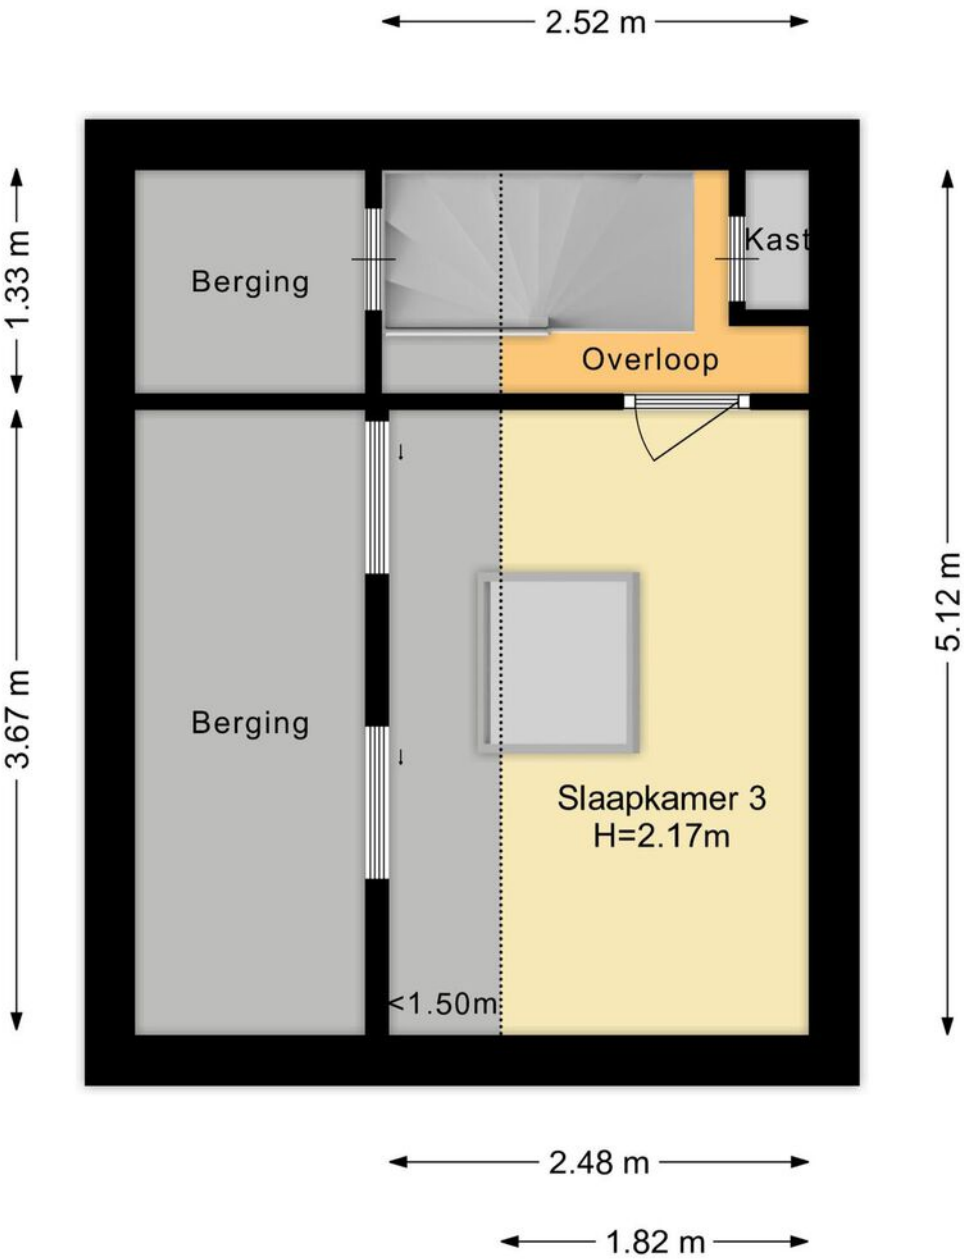 2.52 m
1.33 m
Berging
Kast
Overloop
5.12 m
3.67 m
Berging
Slaapkamer 3
H=2.17m
<1.50m
2.48 m
1.82 m